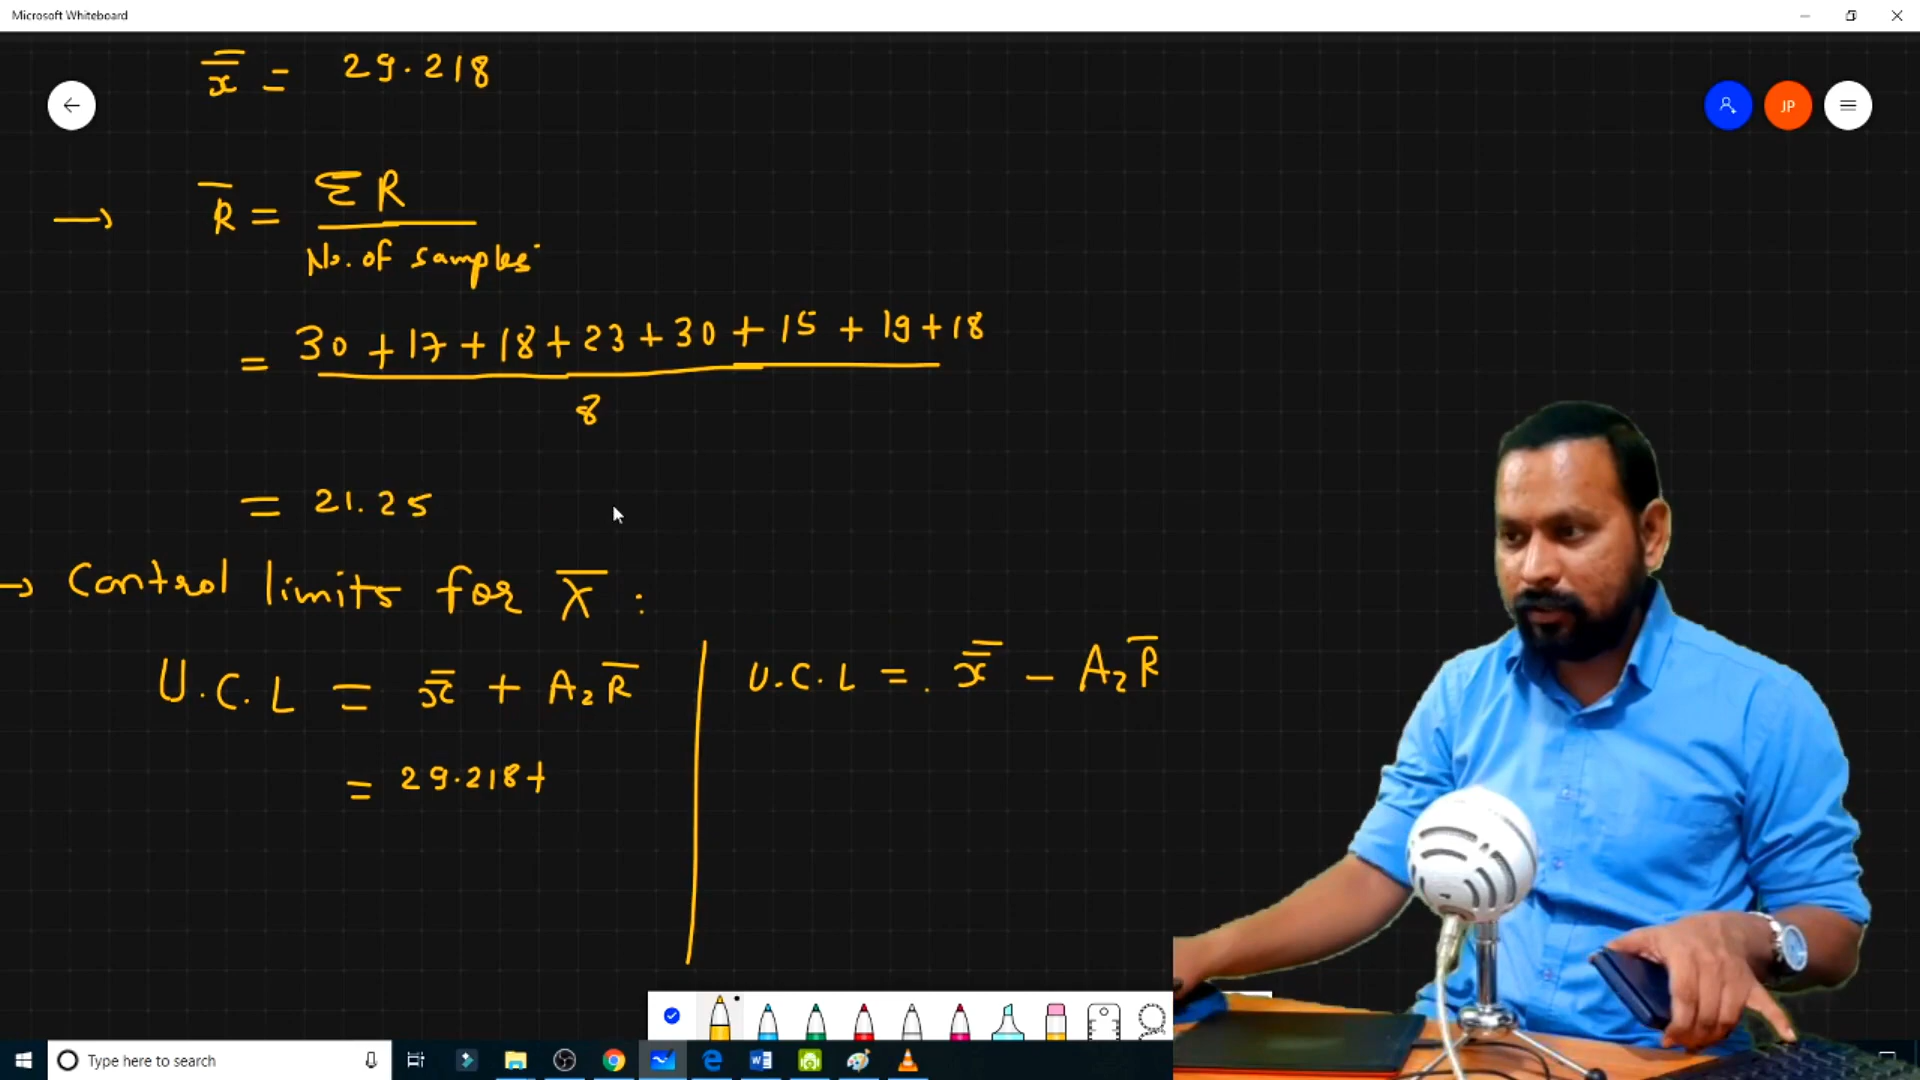 Microsoft Whiteboard
x̿ = 29.218
JP
→ R̄ = ΣR
No. of samples
= 30 + 17 + 18 + 23 + 30 + 15 + 19 + 18
8
= 21.25
→ Control limits for X̄ :
U.C.L = x̿ + A₂R̄
= 29.218+
U.C.L = . x̿ − A₂R̄
Type here to search